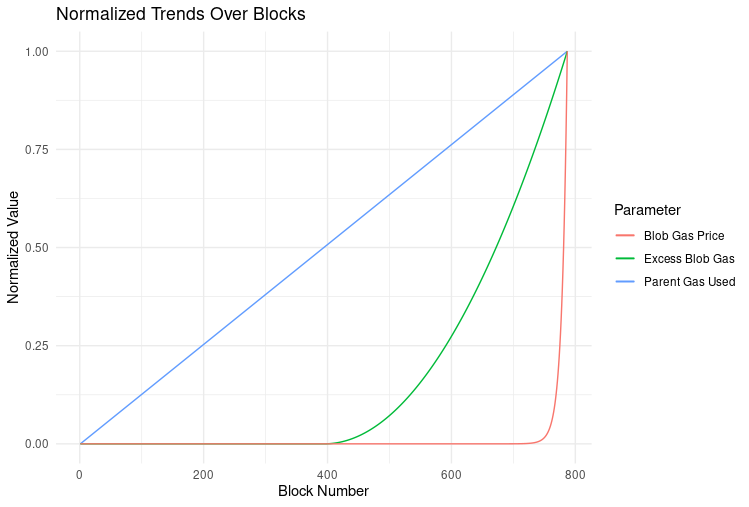 Normalized Trends Over Blocks
Normalized Value
1.00
0.75
0.50
0.25
0.00
0
200
400
600
800
Block Number
Parameter
Blob Gas Price
Excess Blob Gas
Parent Gas Used